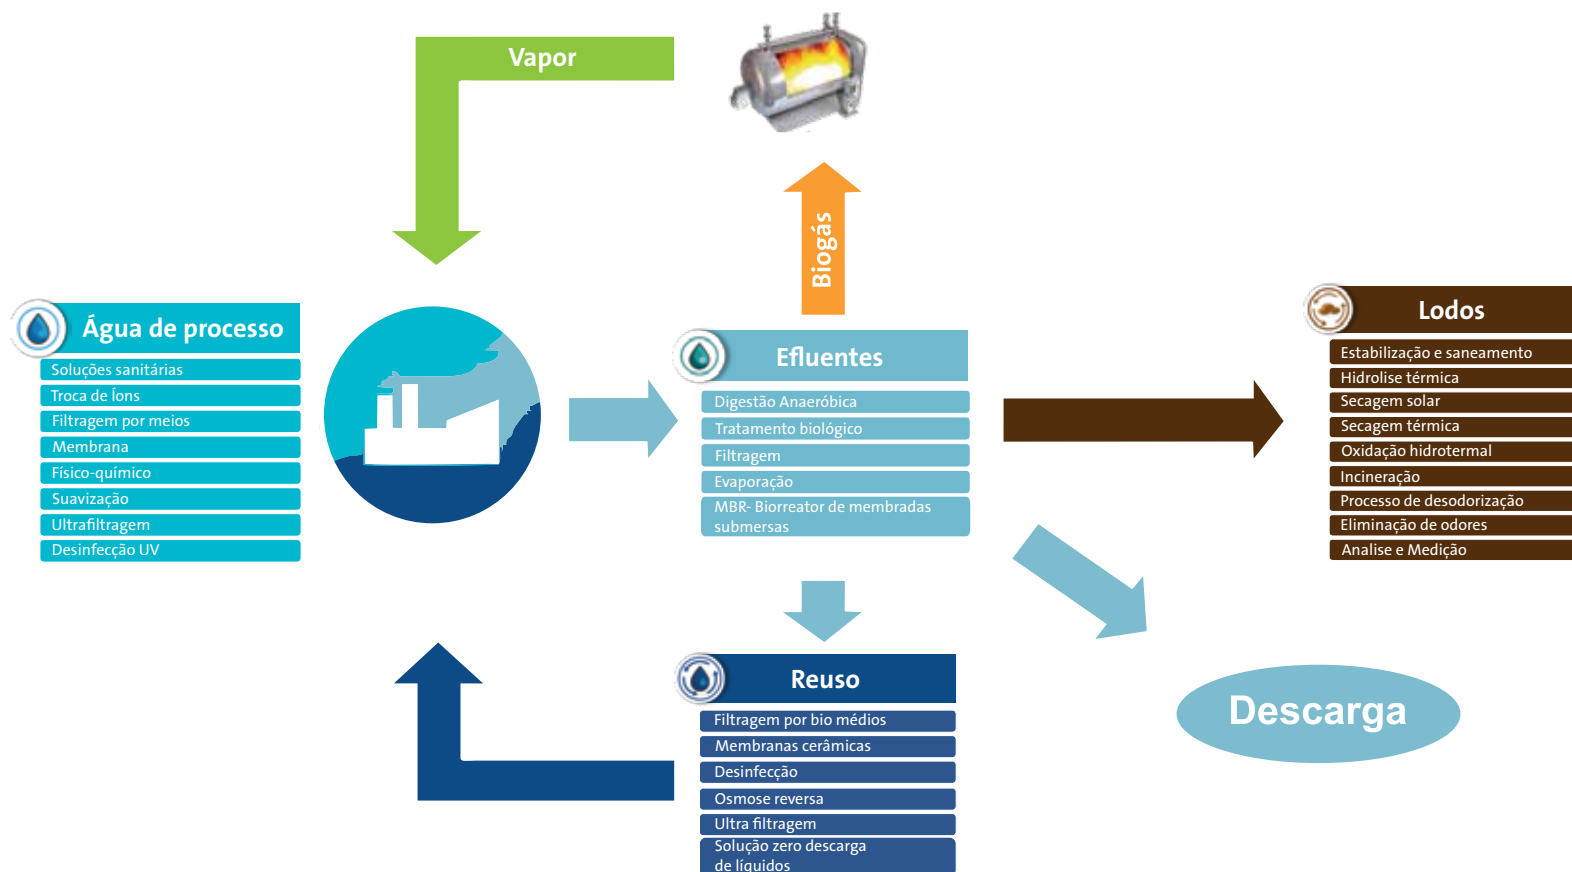 Vapor
Biogás
Água de processo
Soluções sanitárias
Troca de Íons
Filtragem por meios
Membrana
Físico-químico
Suavização
Ultrafiltragem
Desinfecção UV
Efluentes
Digestão Anaeróbica
Tratamento biológico
Filtragem
Evaporação
MBR- Biorreator de membradas
submersas
Lodos
Estabilização e saneamento
Hidrolise térmica
Secagem solar
Secagem térmica
Oxidação hidrotermal
Incineração
Processo de desodorização
Eliminação de odores
Analise e Medição
Reuso
Filtragem por bio médios
Membranas cerâmicas
Desinfecção
Osmose reversa
Ultra filtragem
Solução zero descarga
de líquidos
Descarga